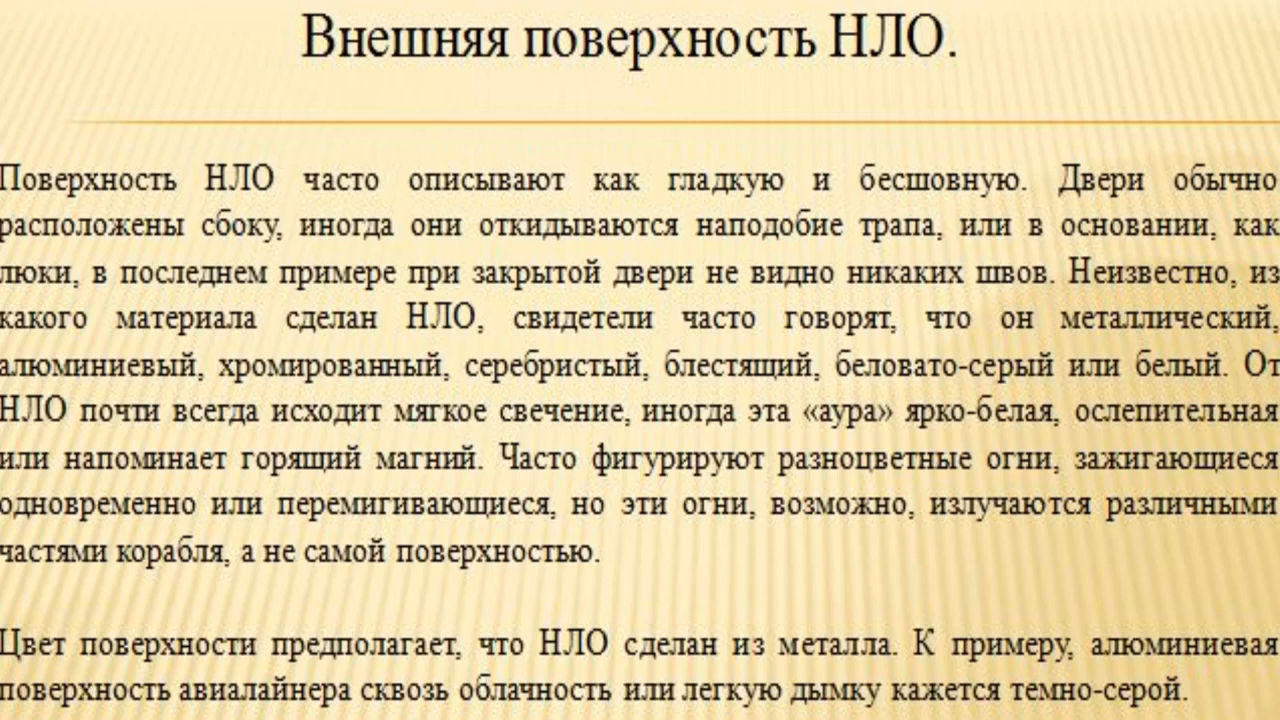 Внешняя поверхность НЛО.
Поверхность НЛО часто описывают как гладкую и бесшовную. Двери обычно
расположены сбоку, иногда они откидываются наподобие трапа, или в основании, как
люки, в последнем примере при закрытой двери не видно никаких швов. Неизвестно, из
какого материала сделан НЛО, свидетели часто говорят, что он металлический,
алюминиевый, хромированный, серебристый, блестящий, беловато-серый или белый. От
НЛО почти всегда исходит мягкое свечение, иногда эта «аура» ярко-белая, ослепительная
или напоминает горящий магний. Часто фигурируют разноцветные огни, зажигающиеся
одновременно или перемигивающиеся, но эти огни, возможно, излучаются различными
частями корабля, а не самой поверхностью.
Цвет поверхности предполагает, что НЛО сделан из металла. К примеру, алюминиевая
поверхность авиалайнера сквозь облачность или легкую дымку кажется темно-серой.